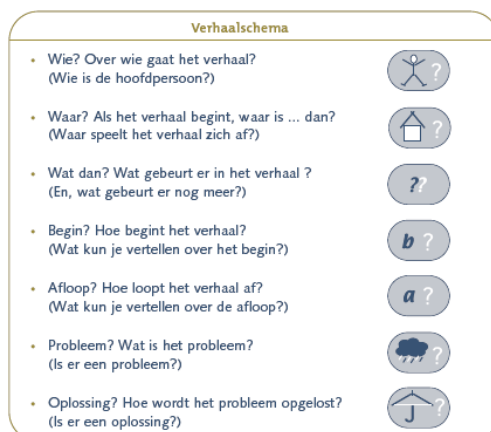 Verhaalschema
• Wie? Over wie gaat het verhaal?
(Wie is de hoofdpersoon?)
?
• Waar? Als het verhaal begint, waar is ... dan?
(Waar speelt het verhaal zich af?)
?
• Wat dan? Wat gebeurt er in het verhaal ?
(En, wat gebeurt er nog meer?)
??
• Begin? Hoe begint het verhaal?
(Wat kun je vertellen over het begin?)
b ?
• Afloop? Hoe loopt het verhaal af?
(Wat kun je vertellen over de afloop?)
a ?
• Probleem? Wat is het probleem?
(Is er een probleem?)
?
• Oplossing? Hoe wordt het probleem opgelost?
(Is er een oplossing?)
?